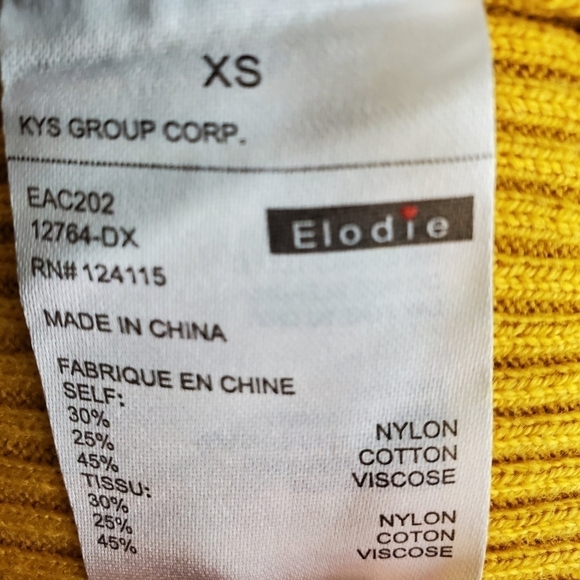 XS
KYS GROUP CORP.
EAC202
12764-DX
RN# 124115
Elodie
MADE IN CHINA
FABRIQUE EN CHINE
SELF:
30% NYLON
25% COTTON
45% VISCOSE
TISSU:
30% NYLON
25% COTON
45% VISCOSE